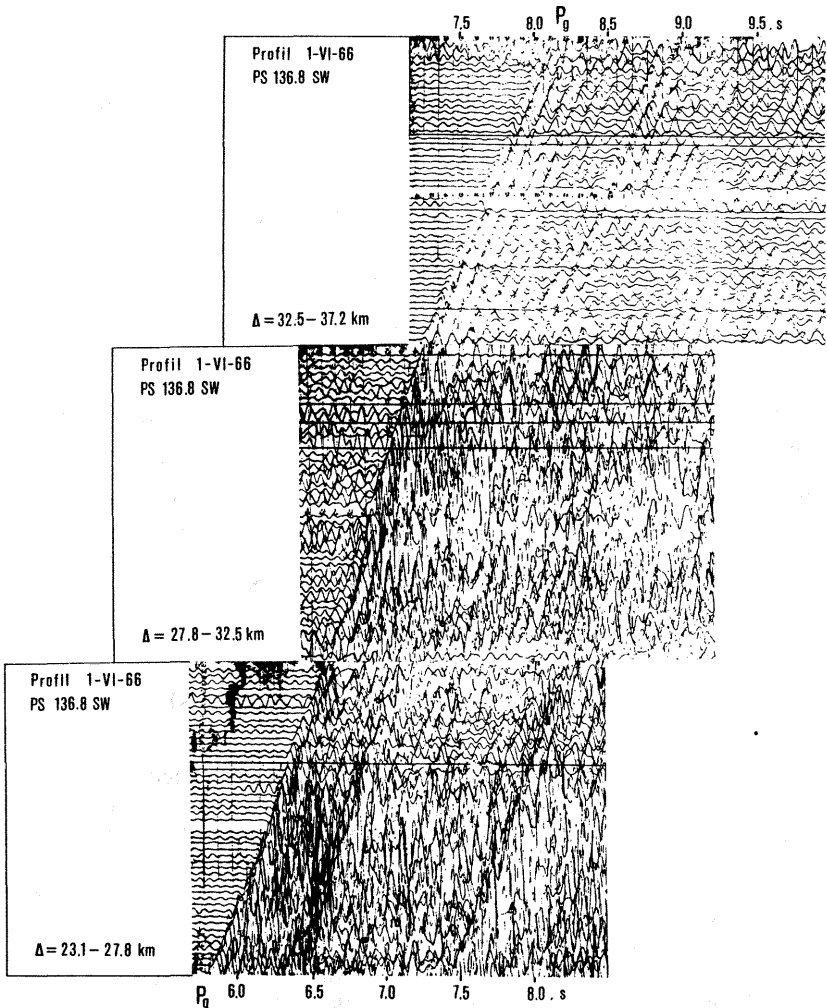 7.5 8.0 Pg 8.5 9.0 9.5 . s
Profil 1-VI-66
PS 136.8 SW
Δ = 32.5 – 37.2 km
Profil 1-VI-66
PS 136.8 SW
Δ = 27.8 – 32.5 km
Profil 1-VI-66
PS 136.8 SW
Δ = 23.1 – 27.8 km
Pg 6.0 6.5 7.0 7.5 8.0 . s